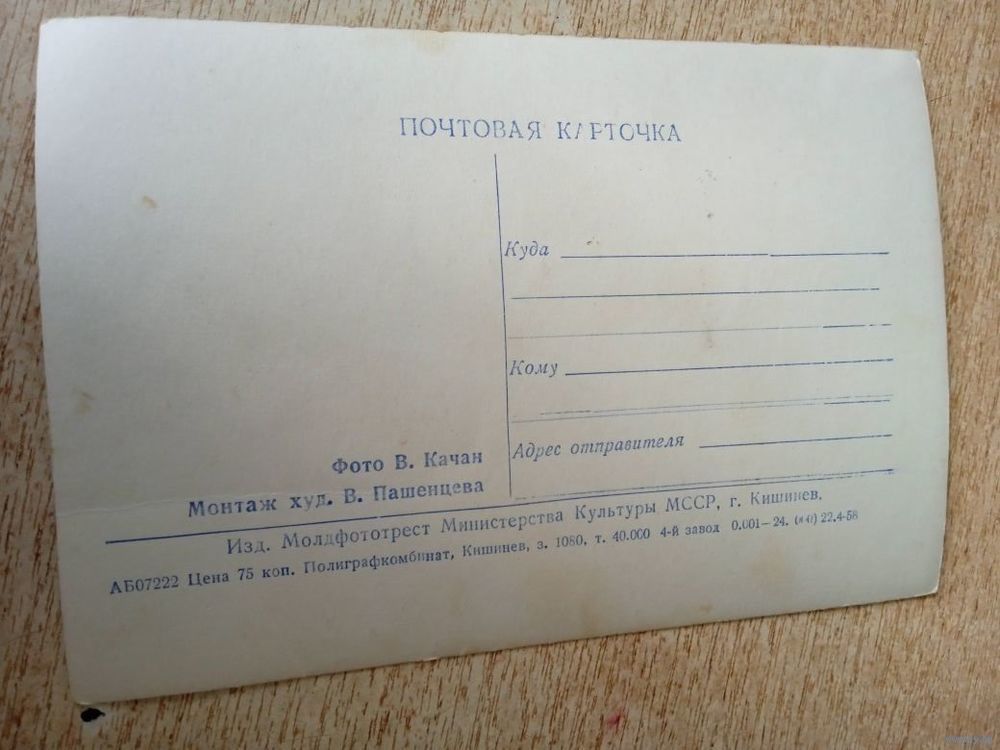 ПОЧТОВАЯ КАРТОЧКА
Куда
Кому
Адрес отправителя
Фото В. Качан
Монтаж худ. В. Пашенцева
Изд. Молдфототрест Министерства Культуры МССР, г. Кишинев.
АБ07222 Цена 75 коп. Полиграфкомбинат, Кишинев, з. 1080, т. 40.000 4-й завод 0.001—24. 22.4-58